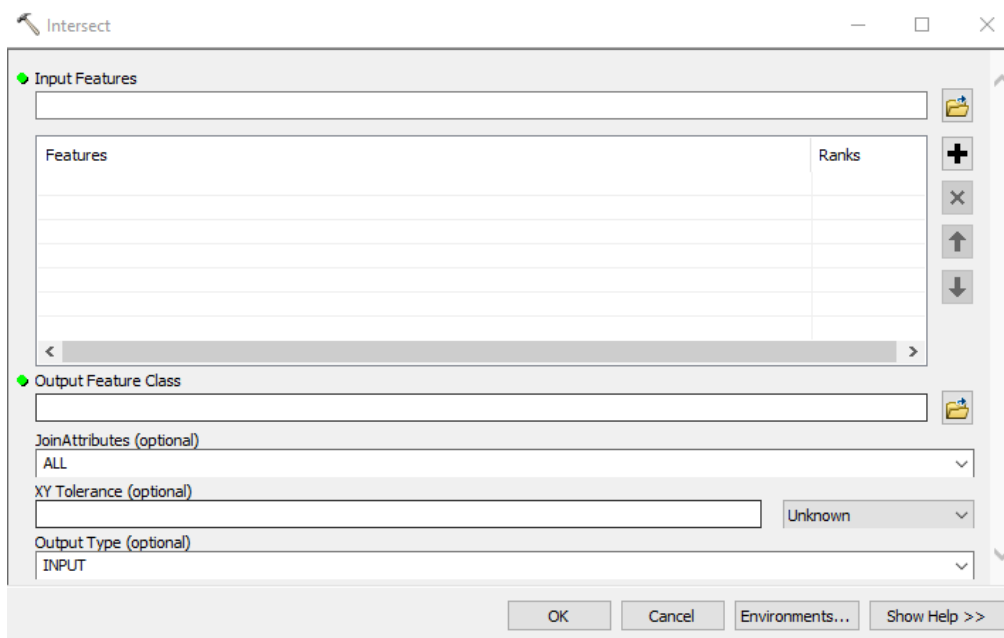 Intersect
Input Features
Features Ranks
Output Feature Class
JoinAttributes (optional)
ALL
XY Tolerance (optional)
Unknown
Output Type (optional)
INPUT
OK Cancel Environments... Show Help >>